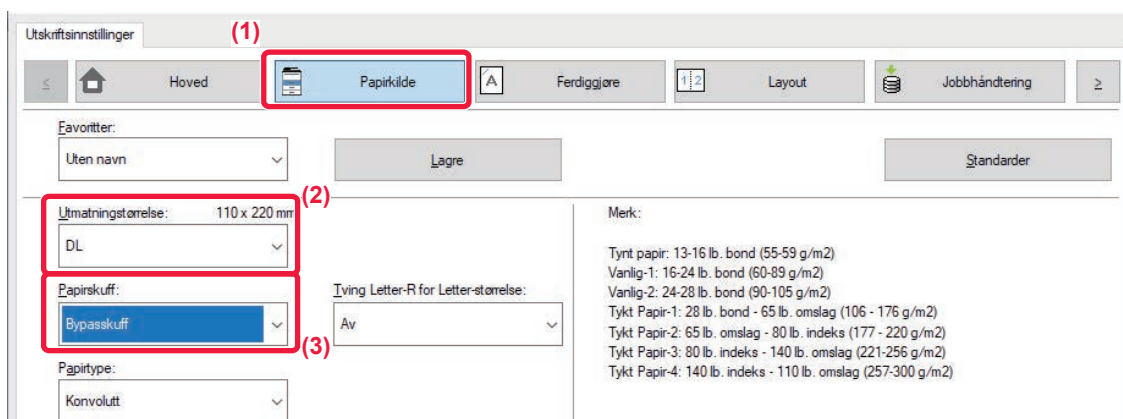 Utskriftsinnstillinger
(1)
<
Hoved
Papirkilde
A
Ferdiggjøre
1 2
Layout
Jobbhåndtering
>
Favoritter:
Uten navn
Lagre
Standarder
(2)
Utmatningstørrelse: 110 x 220 mm
DL
Papirskuff:
Bypasskuff
(3)
Tving Letter-R for Letter-størrelse:
Av
Papirtype:
Konvolutt
Merk:
Tynt papir: 13-16 lb. bond (55-59 g/m2)
Vanlig-1: 16-24 lb. bond (60-89 g/m2)
Vanlig-2: 24-28 lb. bond (90-105 g/m2)
Tykt Papir-1: 28 lb. bond - 65 lb. omslag (106 - 176 g/m2)
Tykt Papir-2: 65 lb. omslag - 80 lb. indeks (177 - 220 g/m2)
Tykt Papir-3: 80 lb. indeks - 140 lb. omslag (221-256 g/m2)
Tykt Papir-4: 140 lb. indeks - 110 lb. omslag (257-300 g/m2)